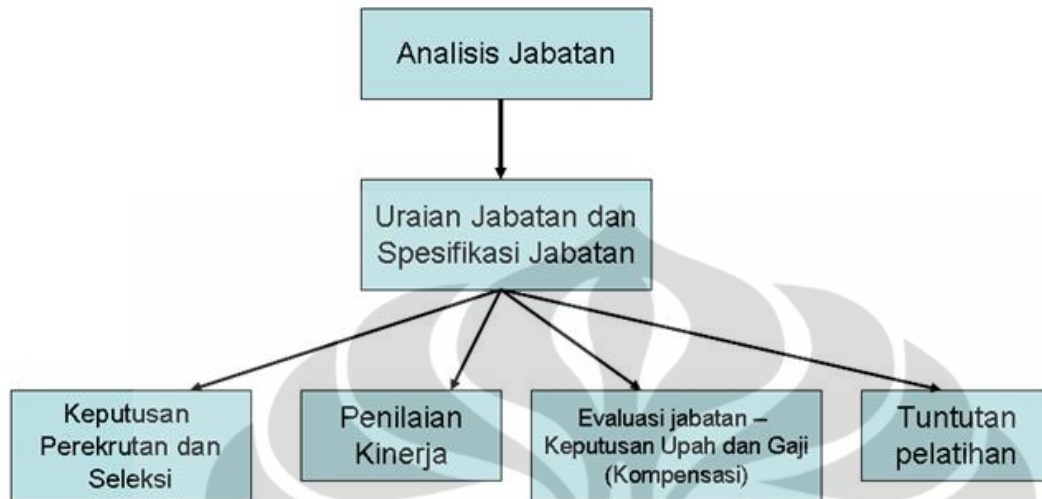 Analisis Jabatan
Uraian Jabatan dan
Spesifikasi Jabatan
Keputusan
Perekrutan dan
Seleksi
Penilaian
Kinerja
Evaluasi jabatan –
Keputusan Upah dan Gaji
(Kompensasi)
Tuntutan
pelatihan